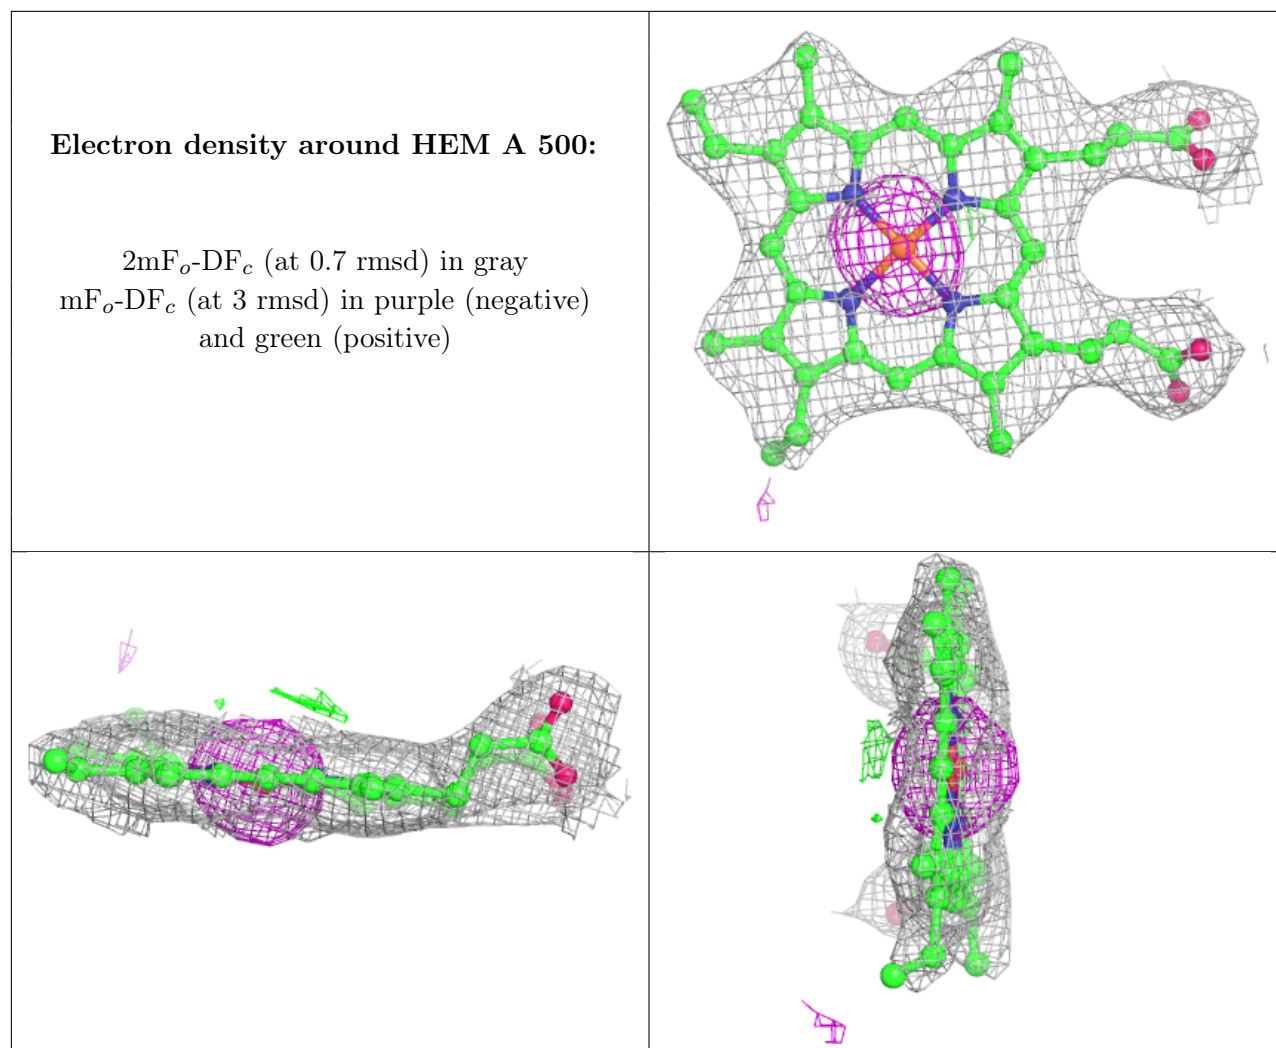 Electron density around HEM A 500:
2mFo-DFc (at 0.7 rmsd) in gray
mFo-DFc (at 3 rmsd) in purple (negative)
and green (positive)